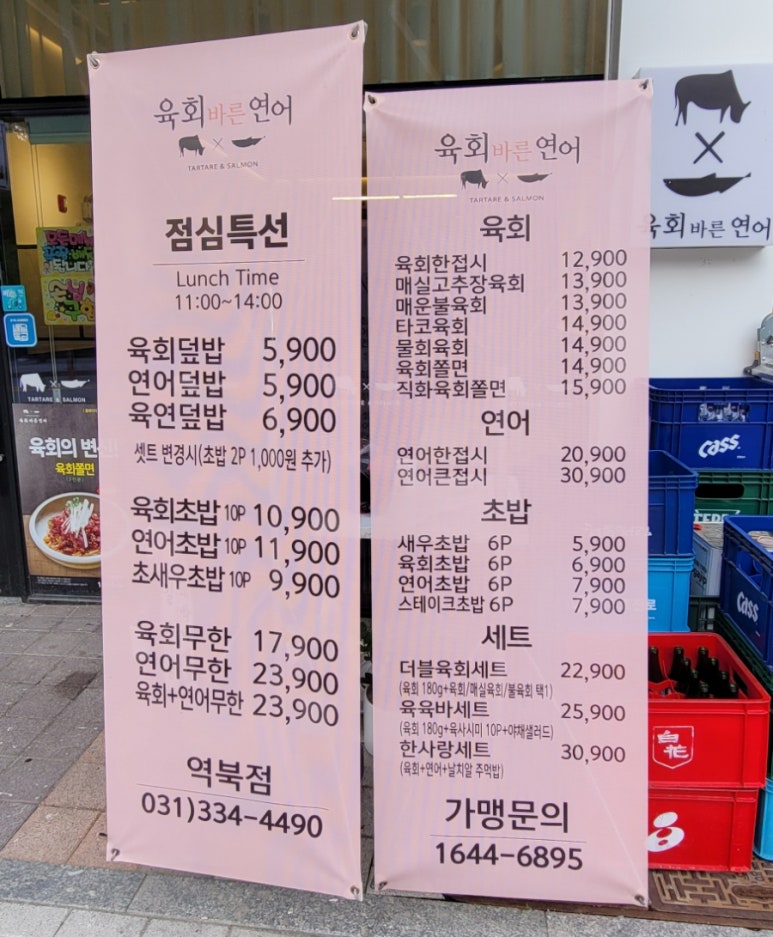 육회바른연어
TARTARE & SALMON
점심특선
Lunch Time
11:00~14:00
육회덮밥 5,900
연어덮밥 5,900
육연덮밥 6,900
셋트 변경시(초밥 2P 1,000원 추가)
육회초밥 10P 10,900
연어초밥 10P 11,900
초새우초밥 10P 9,900
육회무한 17,900
연어무한 23,900
육회+연어무한 23,900
역북점
031)334-4490
육회바른연어
TARTARE & SALMON
육회
육회한접시 12,900
매실고추장육회 13,900
매운불육회 13,900
타코육회 14,900
물회육회 14,900
육회쫄면 14,900
직화육회쫄면 15,900
연어
연어한접시 20,900
연어큰접시 30,900
초밥
새우초밥 6P 5,900
육회초밥 6P 6,900
연어초밥 6P 7,900
스테이크초밥 6P 7,900
세트
더블육회세트 22,900
(육회 180g+육회/매실육회/불육회 택1)
육육바세트 25,900
(육회 180g+육사시미 10P+야채샐러드)
한사랑세트 30,900
(육회+연어+날치알 주먹밥)
가맹문의
1644-6895
육회바른연어
TARTARE & SALMON
육회의 변신!
육회쫄면
cass
cass
白花